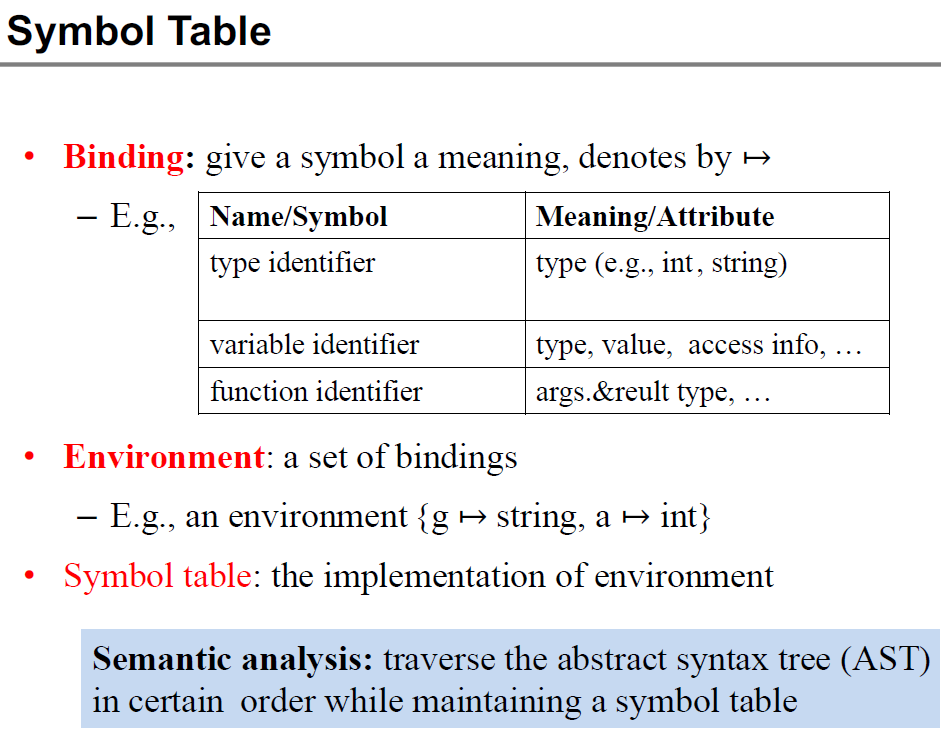 Symbol Table
• Binding: give a symbol a meaning, denotes by ↦
– E.g.,
Name/Symbol Meaning/Attribute
type identifier type (e.g., int, string)
variable identifier type, value, access info, …
function identifier args.&reult type, …
• Environment: a set of bindings
– E.g., an environment {g ↦ string, a ↦ int}
• Symbol table: the implementation of environment
Semantic analysis: traverse the abstract syntax tree (AST)
in certain order while maintaining a symbol table